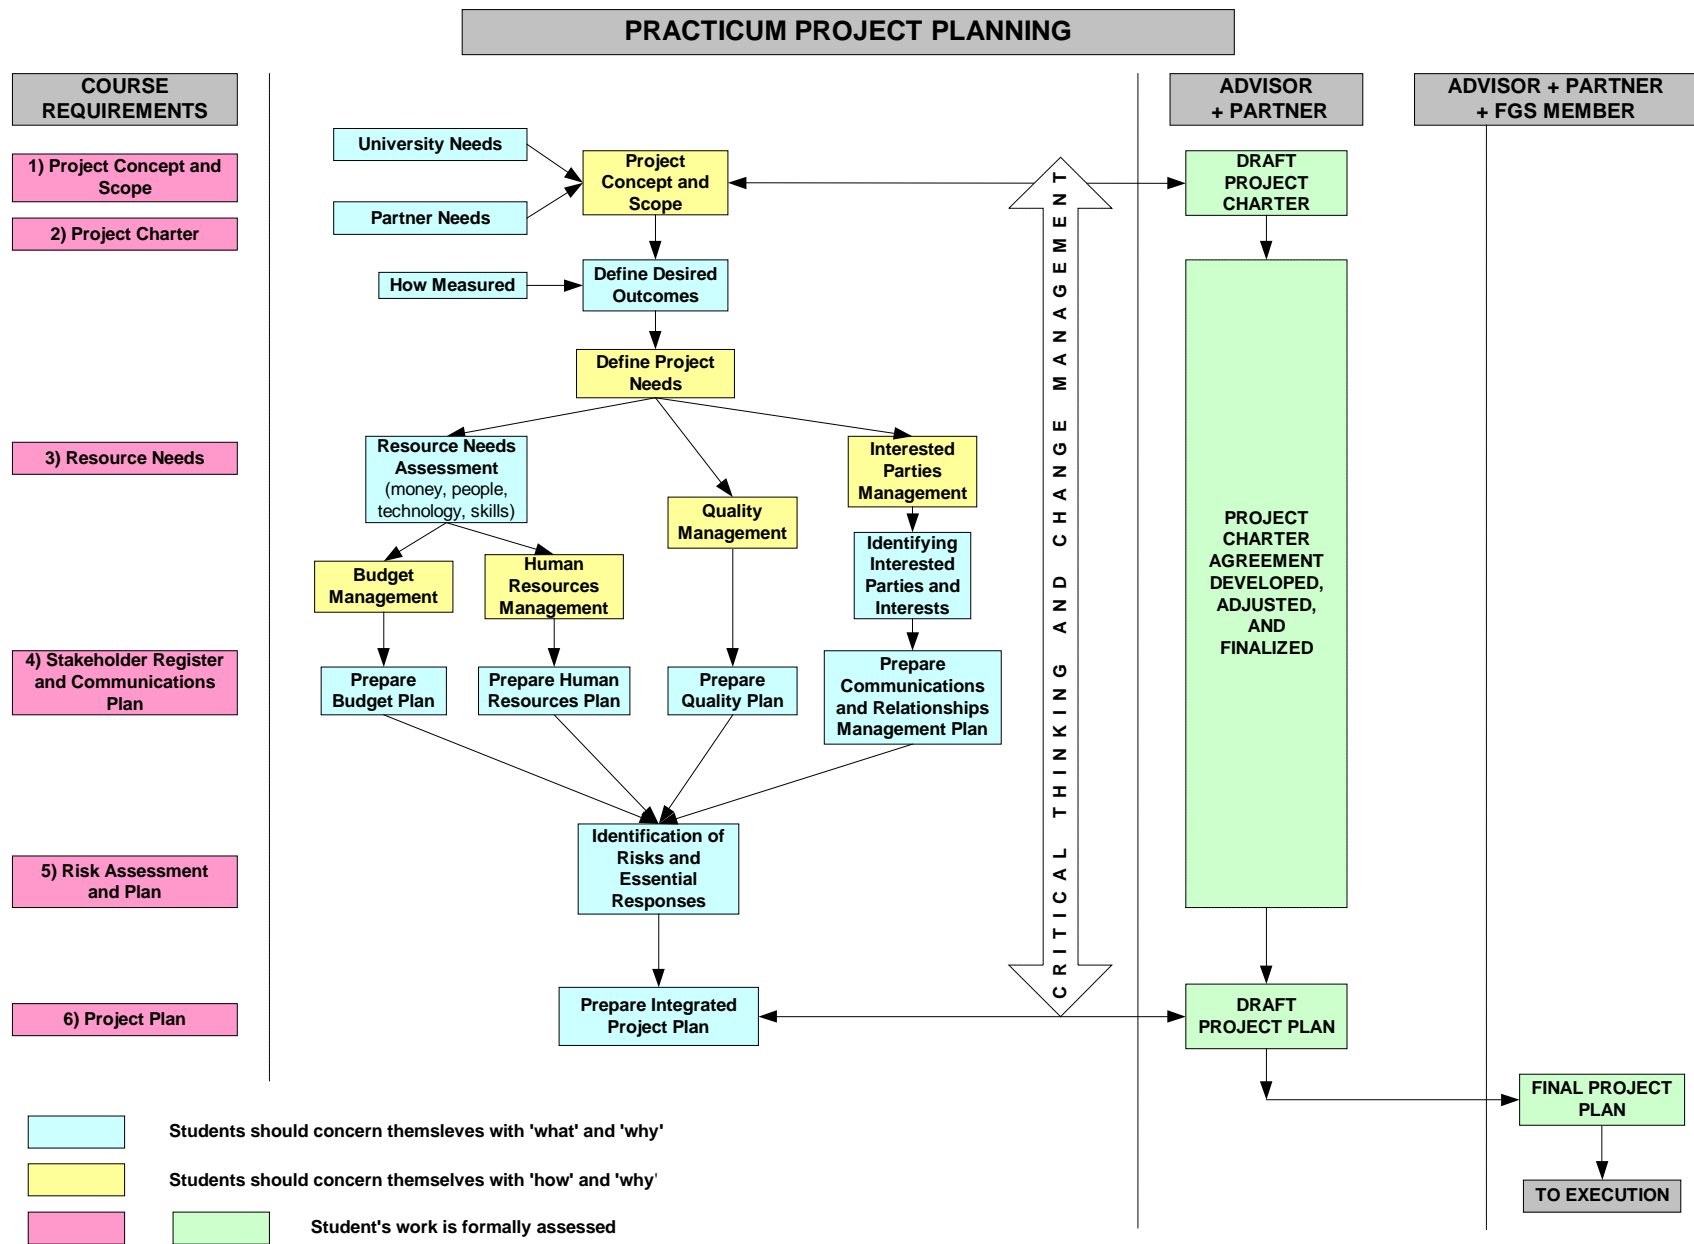 PRACTICUM PROJECT PLANNING
COURSE
REQUIREMENTS
ADVISOR
+ PARTNER
ADVISOR + PARTNER
+ FGS MEMBER
1) Project Concept and
Scope
2) Project Charter
3) Resource Needs
4) Stakeholder Register
and Communications
Plan
5) Risk Assessment
and Plan
6) Project Plan
University Needs
Partner Needs
Project
Concept and
Scope
How Measured
Define Desired
Outcomes
Define Project
Needs
Resource Needs
Assessment
(money, people,
technology, skills)
Budget
Management
Human
Resources
Management
Quality
Management
Interested
Parties
Management
Identifying
Interested
Parties and
Interests
Prepare
Budget Plan
Prepare Human
Resources Plan
Prepare
Quality Plan
Prepare
Communications
and Relationships
Management Plan
Identification of
Risks and
Essential
Responses
Prepare Integrated
Project Plan
CRITICAL THINKING AND CHANGE MANAGEMENT
DRAFT
PROJECT
CHARTER
PROJECT
CHARTER
AGREEMENT
DEVELOPED,
ADJUSTED,
AND
FINALIZED
DRAFT
PROJECT PLAN
FINAL PROJECT
PLAN
TO EXECUTION
Students should concern themsleves with 'what' and 'why'
Students should concern themselves with 'how' and 'why'
Student's work is formally assessed